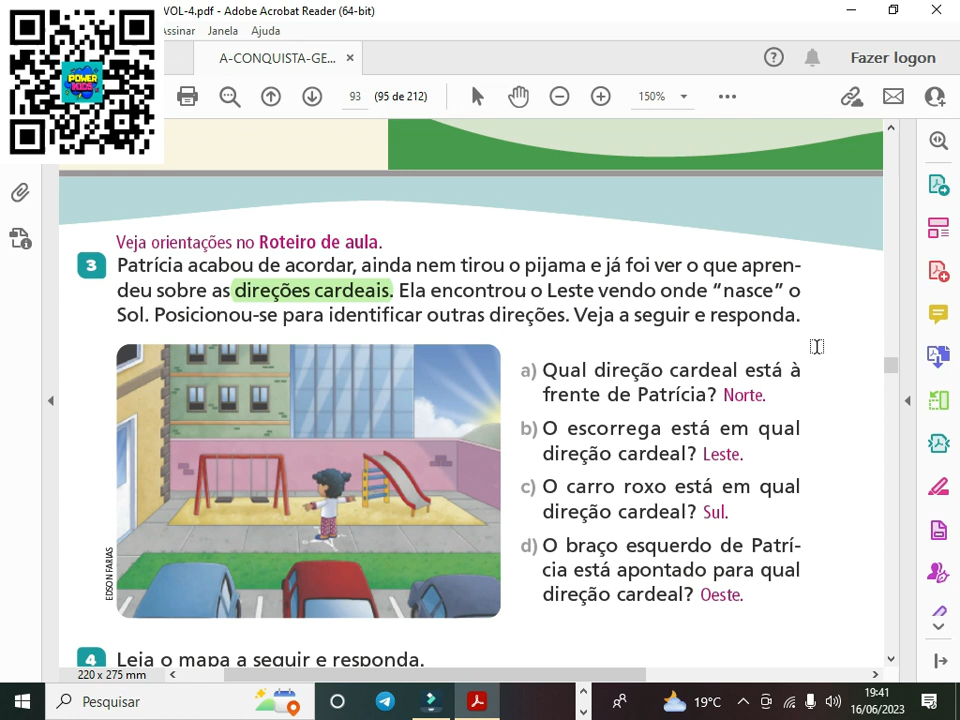 VOL-4.pdf - Adobe Acrobat Reader (64-bit)
Assinar Janela Ajuda
A-CONQUISTA-GE... ×
Fazer logon
93 (95 de 212) 150%
POWER KIDS
Veja orientações no Roteiro de aula.
3 Patrícia acabou de acordar, ainda nem tirou o pijama e já foi ver o que apren-
deu sobre as direções cardeais. Ela encontrou o Leste vendo onde “nasce” o
Sol. Posicionou-se para identificar outras direções. Veja a seguir e responda.
EDSON FARIAS
a) Qual direção cardeal está à
frente de Patrícia? Norte.
b) O escorrega está em qual
direção cardeal? Leste.
c) O carro roxo está em qual
direção cardeal? Sul.
d) O braço esquerdo de Patrí-
cia está apontado para qual
direção cardeal? Oeste.
4 Leia o mapa a seguir e responda.
220 x 275 mm
Pesquisar
19°C
19:41
16/06/2023